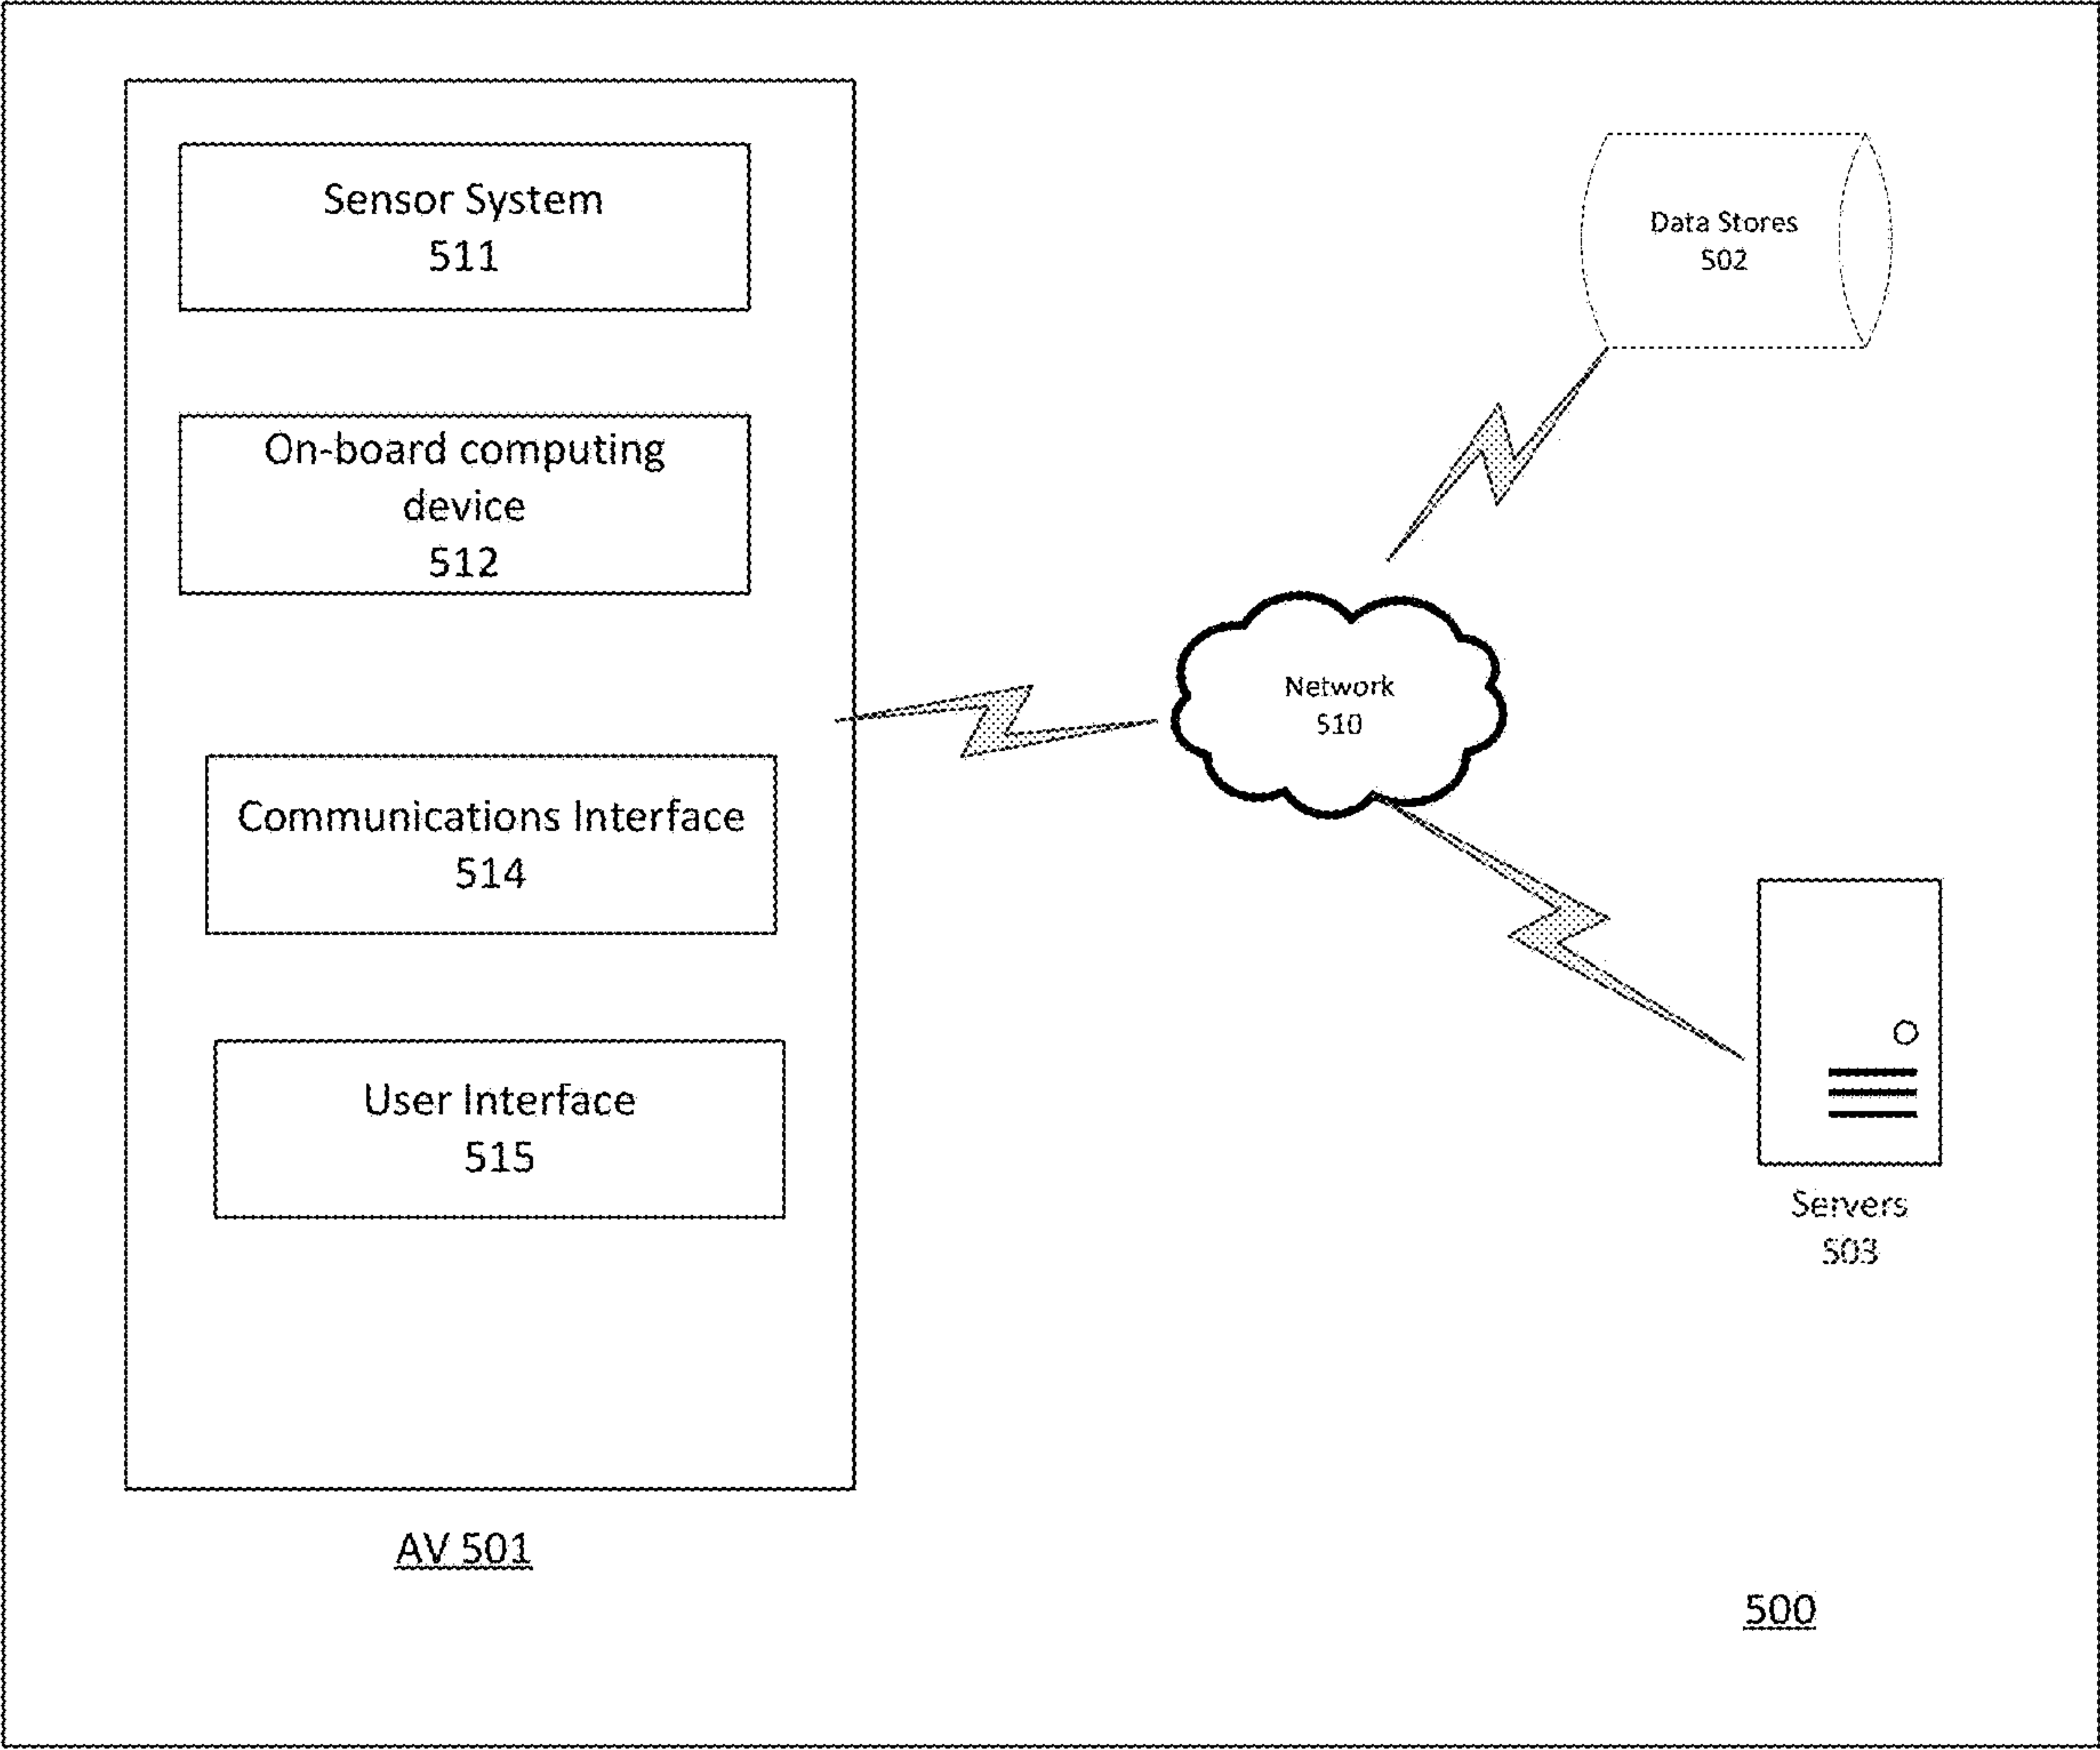 Sensor System
511
On-board computing
device
512
Communications Interface
514
User Interface
515
AV 501
Network
510
Data Stores
502
Servers
503
500